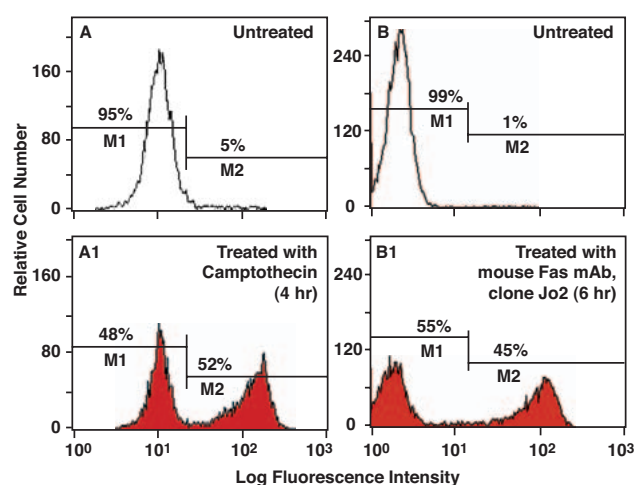 A
Untreated
160
95%
M1
80
5%
M2
0
B
Untreated
240
99%
M1
120
1%
M2
0
Relative Cell Number
A1
Treated with
Camptothecin
(4 hr)
160
48%
M1
80
52%
M2
0
10⁰
10¹
10²
10³
B1
Treated with
mouse Fas mAb,
clone Jo2 (6 hr)
240
55%
M1
120
45%
M2
0
10⁰
10¹
10²
10³
Log Fluorescence Intensity